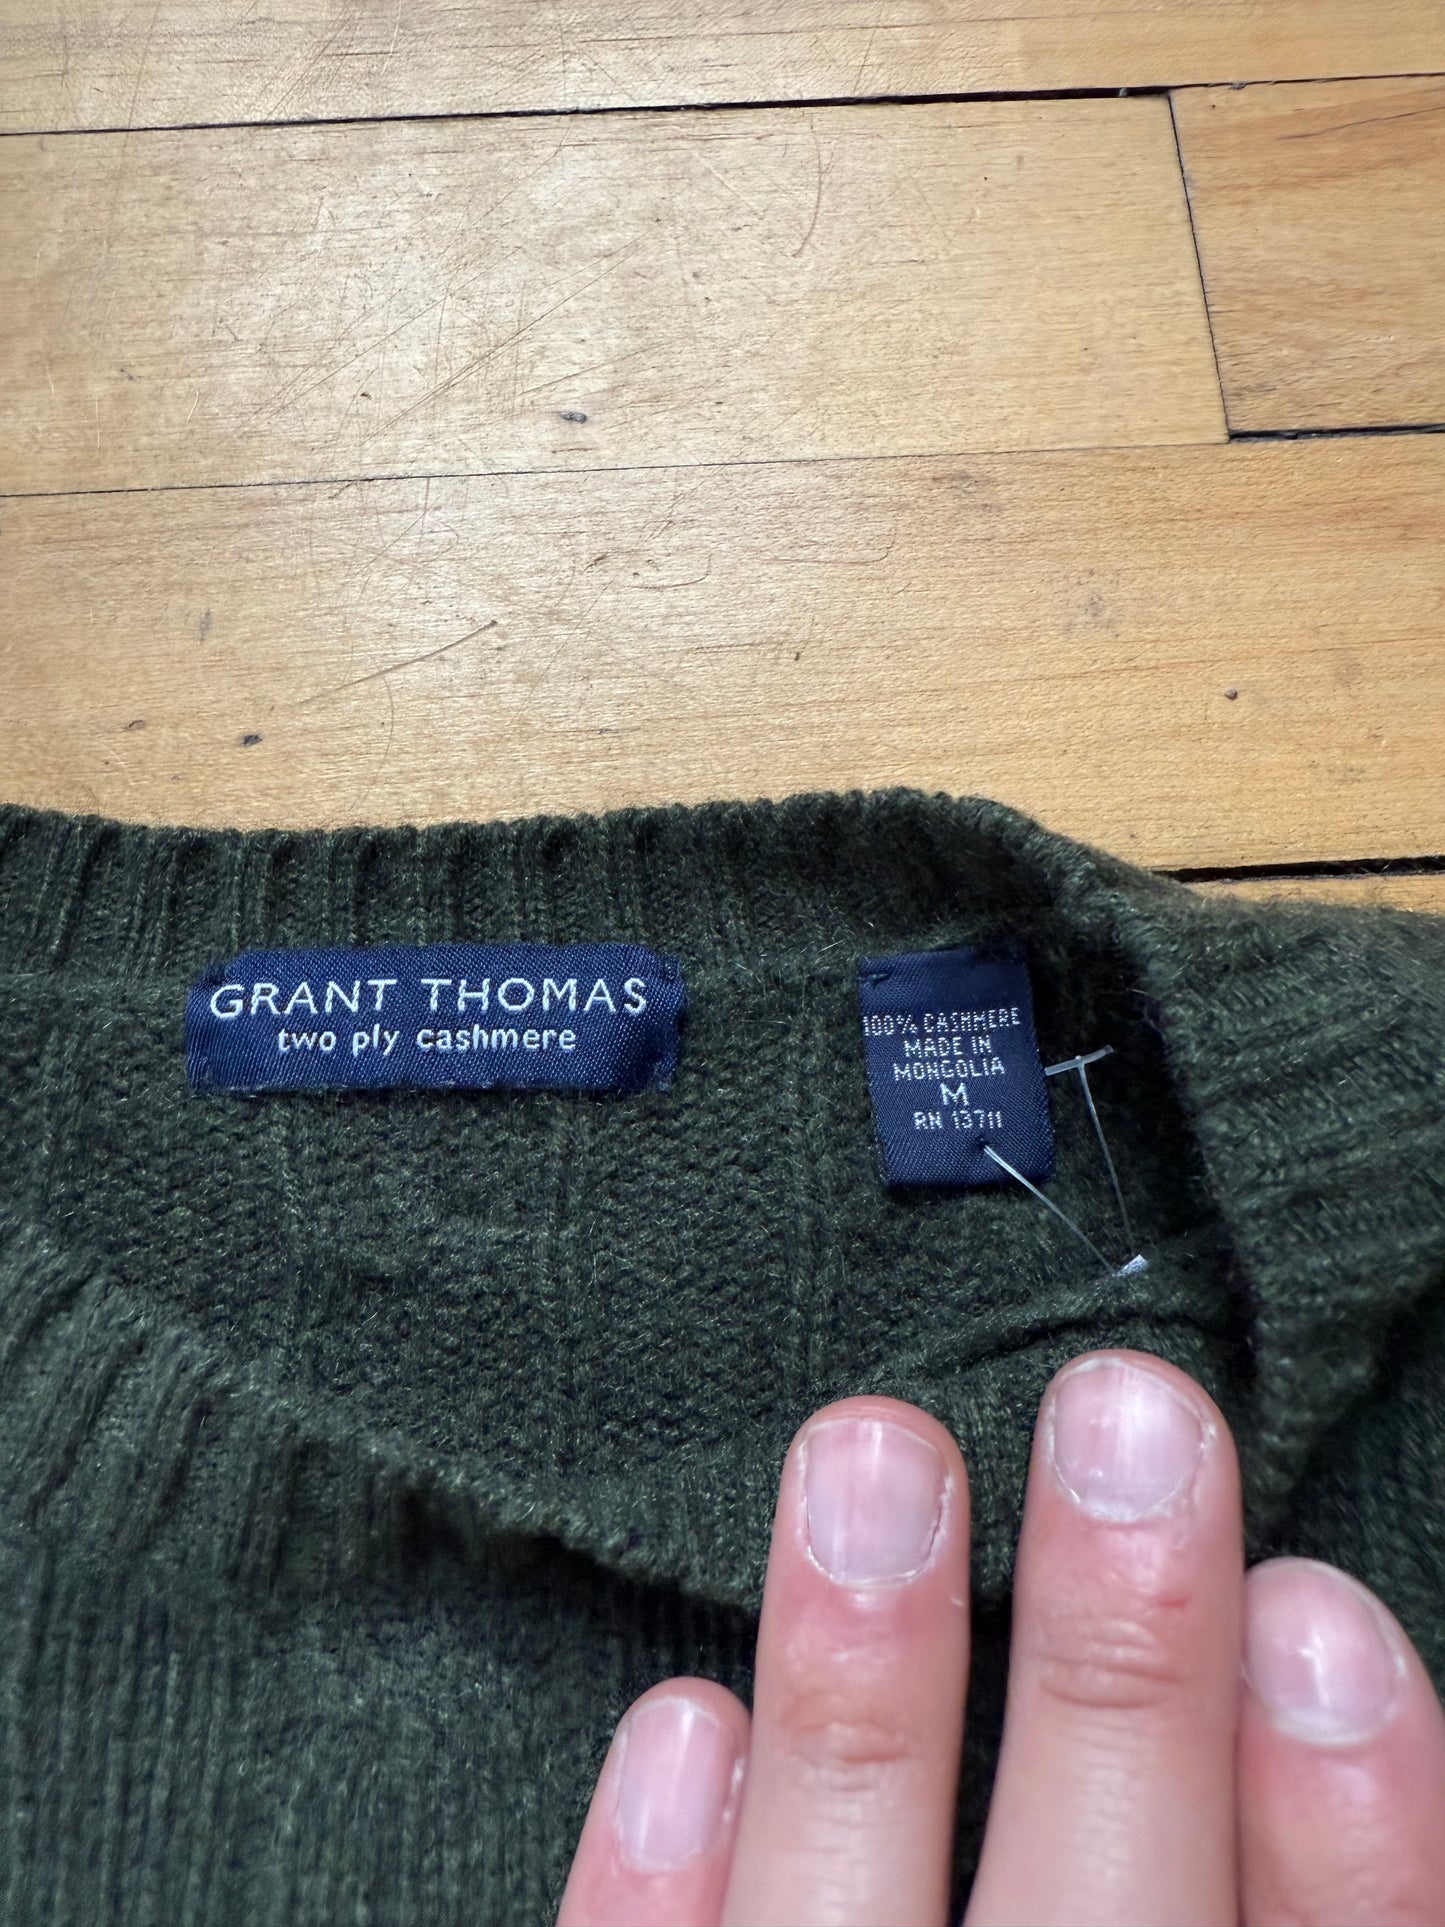 GRANT THOMAS
two ply cashmere
100% CASHMERE
MADE IN
MONGOLIA
M
RN 13711